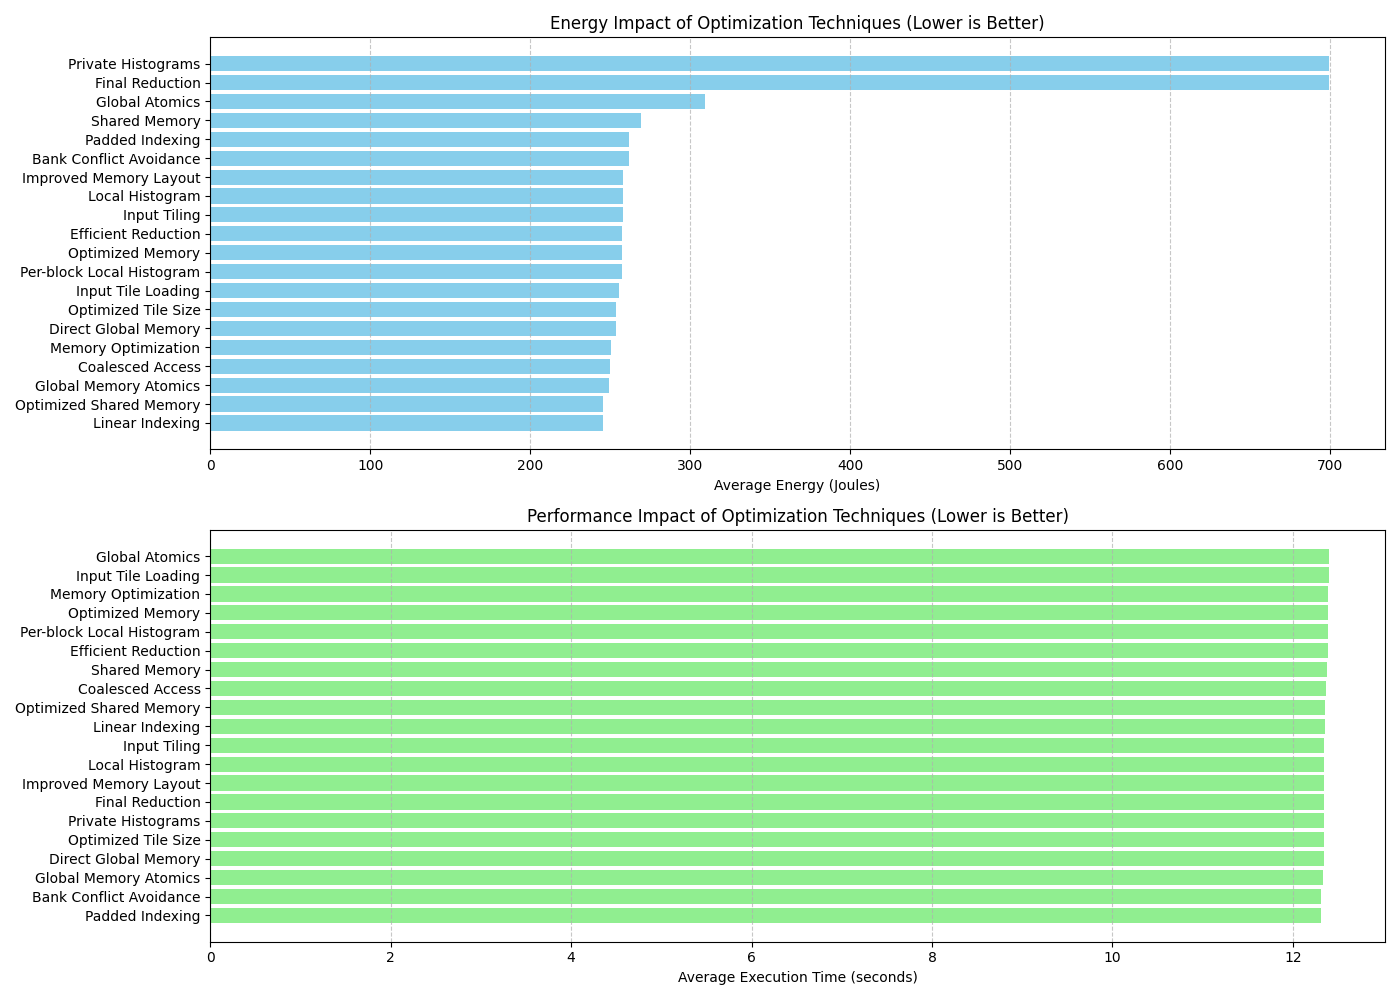 Energy Impact of Optimization Techniques (Lower is Better)
Private Histograms
Final Reduction
Global Atomics
Shared Memory
Padded Indexing
Bank Conflict Avoidance
Improved Memory Layout
Local Histogram
Input Tiling
Efficient Reduction
Optimized Memory
Per-block Local Histogram
Input Tile Loading
Optimized Tile Size
Direct Global Memory
Memory Optimization
Coalesced Access
Global Memory Atomics
Optimized Shared Memory
Linear Indexing
0 100 200 300 400 500 600 700
Average Energy (Joules)
Performance Impact of Optimization Techniques (Lower is Better)
Global Atomics
Input Tile Loading
Memory Optimization
Optimized Memory
Per-block Local Histogram
Efficient Reduction
Shared Memory
Coalesced Access
Optimized Shared Memory
Linear Indexing
Input Tiling
Local Histogram
Improved Memory Layout
Final Reduction
Private Histograms
Optimized Tile Size
Direct Global Memory
Global Memory Atomics
Bank Conflict Avoidance
Padded Indexing
0 2 4 6 8 10 12
Average Execution Time (seconds)